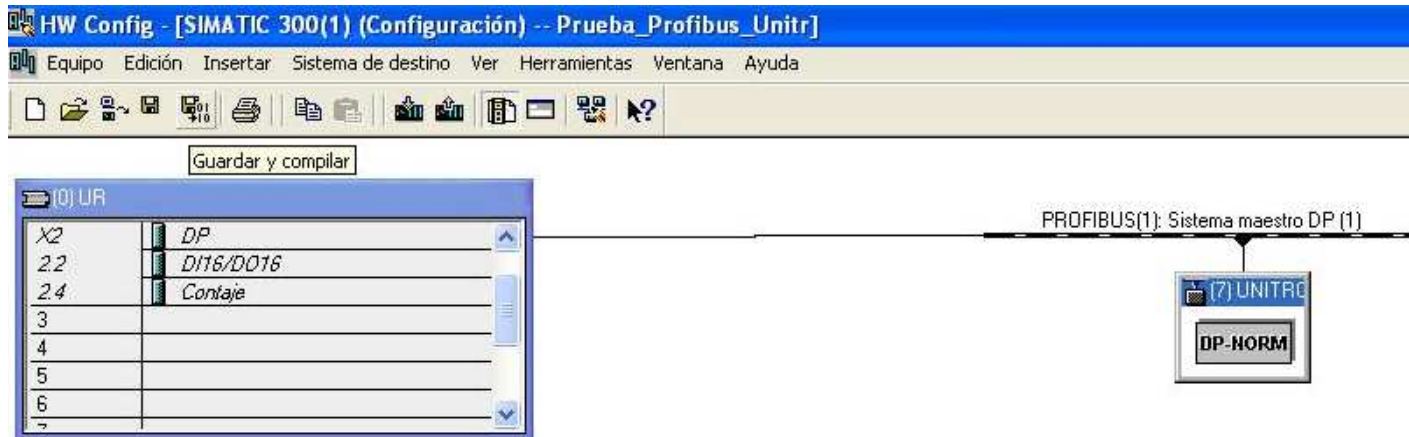 HW Config - [SIMATIC 300(1) (Configuración) -- Prueba_Profibus_Unitr]
Equipo Edición Insertar Sistema de destino Ver Herramientas Ventana Ayuda
Guardar y compilar
(0) UR
X2 DP
2.2 DI16/DO16
2.4 Contaje
3
4
5
6
PROFIBUS(1): Sistema maestro DP (1)
(7) UNITRO
DP-NORM